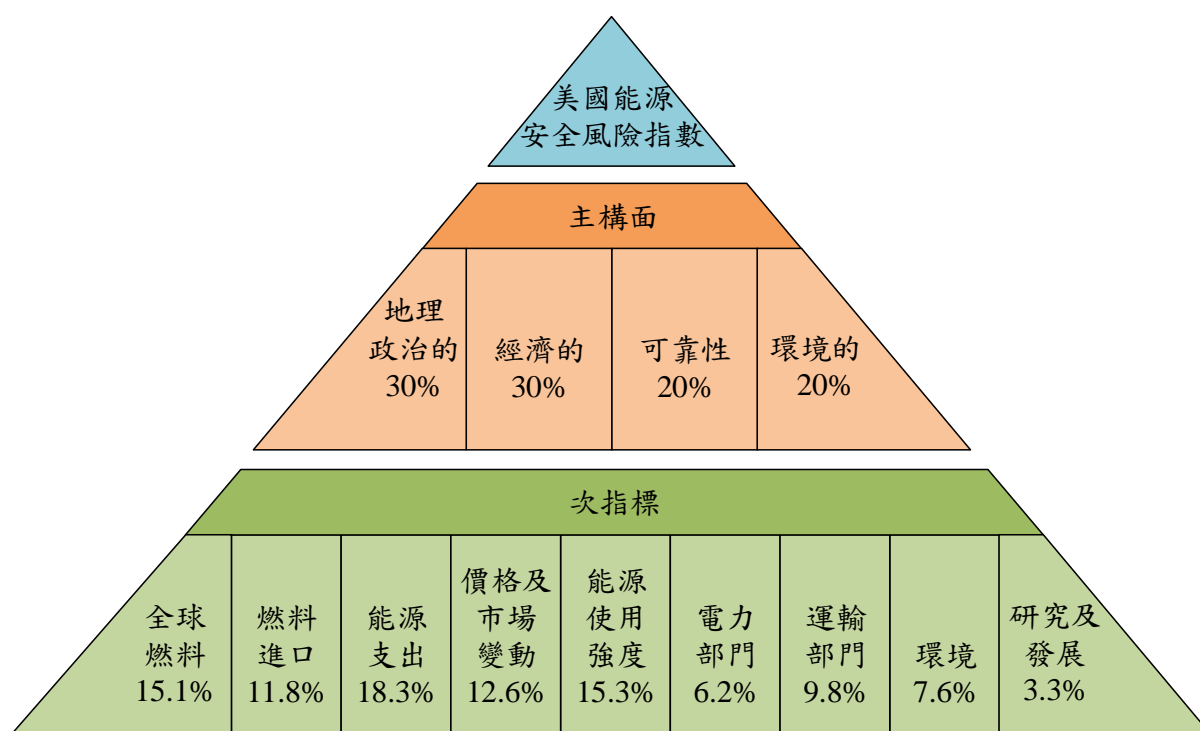 美國能源
安全風險指數
主構面
地理
政治的
30%
經濟的
30%
可靠性
20%
環境的
20%
次指標
全球
燃料
15.1%
燃料
進口
11.8%
能源
支出
18.3%
價格及
市場
變動
12.6%
能源
使用
強度
15.3%
電力
部門
6.2%
運輸
部門
9.8%
環境
7.6%
研究及
發展
3.3%